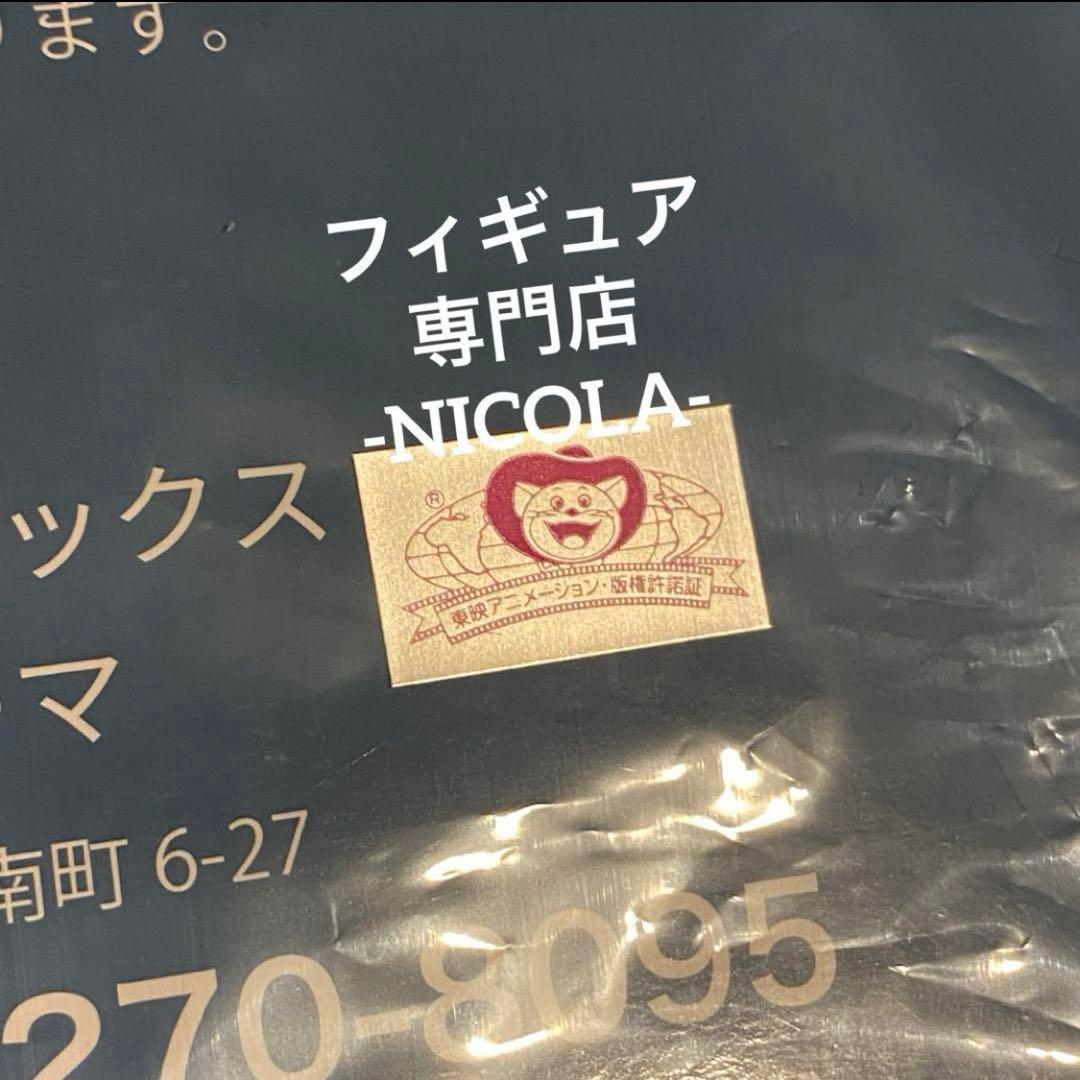 ります。
フィギュア
専門店
-NICOLA-
ックス
®
東映アニメーション・版権許諾証
マ
南町 6-27
270-8095